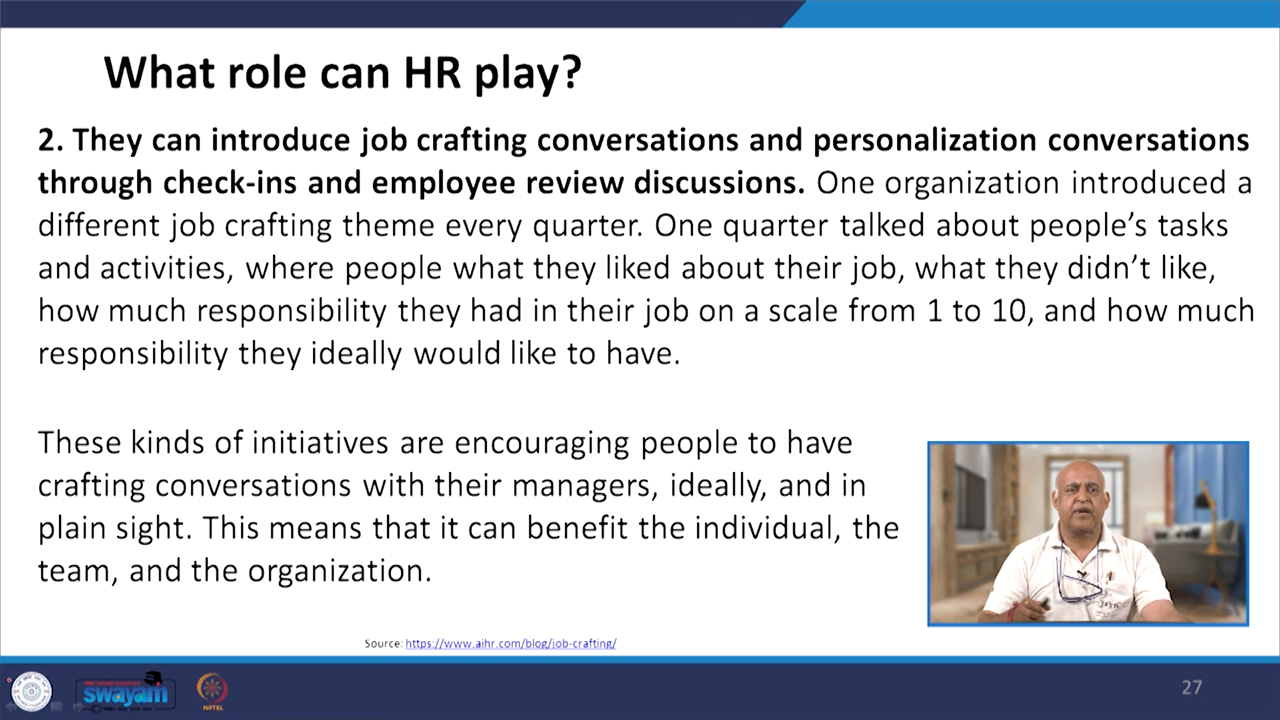 What role can HR play?
2. They can introduce job crafting conversations and personalization conversations
through check-ins and employee review discussions. One organization introduced a
different job crafting theme every quarter. One quarter talked about people’s tasks
and activities, where people what they liked about their job, what they didn’t like,
how much responsibility they had in their job on a scale from 1 to 10, and how much
responsibility they ideally would like to have.
These kinds of initiatives are encouraging people to have
crafting conversations with their managers, ideally, and in
plain sight. This means that it can benefit the individual, the
team, and the organization.
Source: https://www.aihr.com/blog/job-crafting/
swayam
NPTEL
27